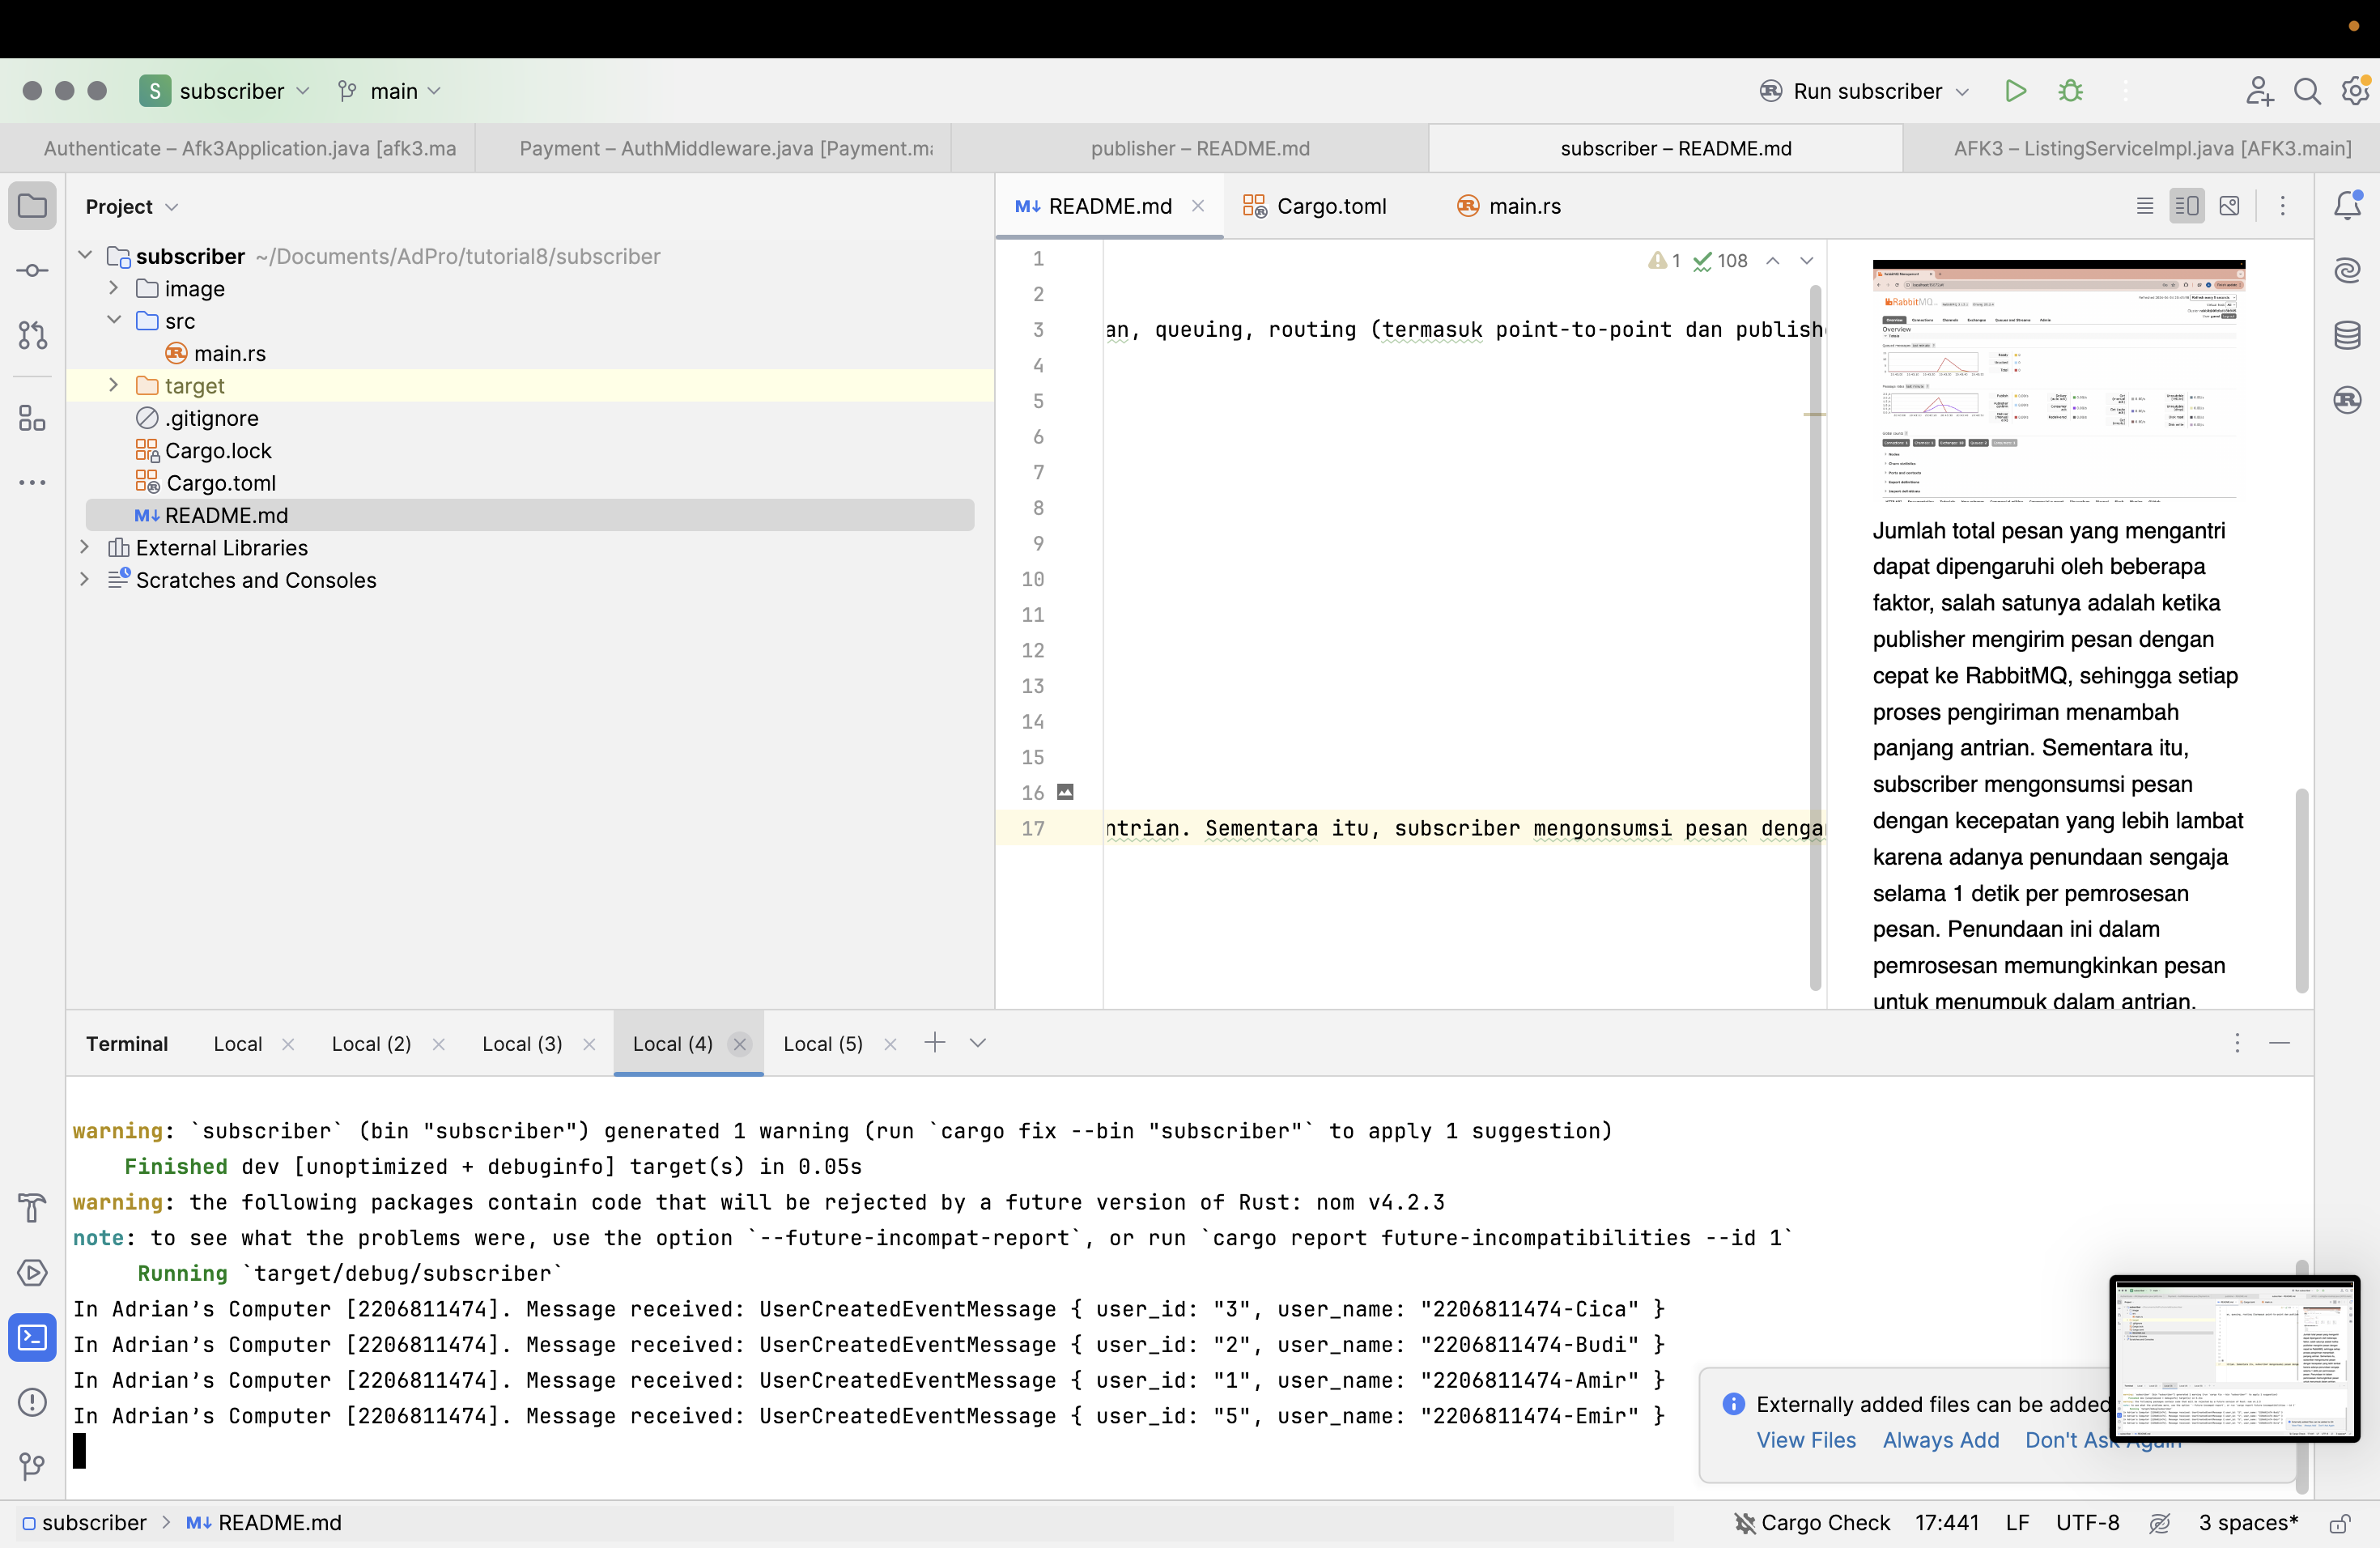 S subscriber main Run subscriber
Authenticate – Afk3Application.java [afk3.ma
Payment – AuthMiddleware.java [Payment.ma
publisher – README.md
subscriber – README.md
AFK3 – ListingServiceImpl.java [AFK3.main]
Project
README.md
Cargo.toml
main.rs
subscriber ~/Documents/AdPro/tutorial8/subscriber
image
src
main.rs
target
.gitignore
Cargo.lock
Cargo.toml
README.md
External Libraries
Scratches and Consoles
1 108
1
2
3 an, queuing, routing (termasuk point-to-point dan publish
4
5
6
7
8
9
10
11
12
13
14
15
16
17 ntrian. Sementara itu, subscriber mengonsumsi pesan denga
RabbitMQ
Overview
Jumlah total pesan yang mengantri
dapat dipengaruhi oleh beberapa
faktor, salah satunya adalah ketika
publisher mengirim pesan dengan
cepat ke RabbitMQ, sehingga setiap
proses pengiriman menambah
panjang antrian. Sementara itu,
subscriber mengonsumsi pesan
dengan kecepatan yang lebih lambat
karena adanya penundaan sengaja
selama 1 detik per pemrosesan
pesan. Penundaan ini dalam
pemrosesan memungkinkan pesan
untuk menumpuk dalam antrian.
Terminal Local Local (2) Local (3) Local (4) Local (5)
warning: `subscriber` (bin "subscriber") generated 1 warning (run `cargo fix --bin "subscriber"` to apply 1 suggestion)
Finished dev [unoptimized + debuginfo] target(s) in 0.05s
warning: the following packages contain code that will be rejected by a future version of Rust: nom v4.2.3
note: to see what the problems were, use the option `--future-incompat-report`, or run `cargo report future-incompatibilities --id 1`
Running `target/debug/subscriber`
In Adrian’s Computer [2206811474]. Message received: UserCreatedEventMessage { user_id: "3", user_name: "2206811474-Cica" }
In Adrian’s Computer [2206811474]. Message received: UserCreatedEventMessage { user_id: "2", user_name: "2206811474-Budi" }
In Adrian’s Computer [2206811474]. Message received: UserCreatedEventMessage { user_id: "1", user_name: "2206811474-Amir" }
In Adrian’s Computer [2206811474]. Message received: UserCreatedEventMessage { user_id: "5", user_name: "2206811474-Emir" }
Externally added files can be added
View Files Always Add Don't Ask Again
subscriber > README.md
Cargo Check 17:441 LF UTF-8 3 spaces*